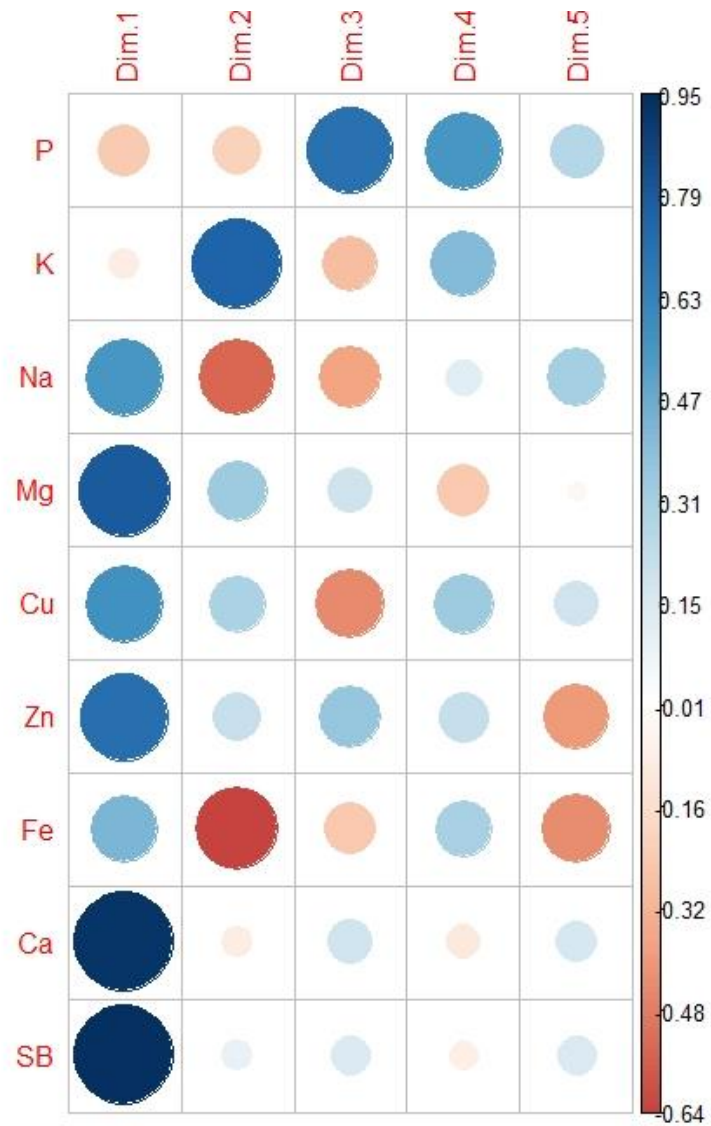 Dim.1 Dim.2 Dim.3 Dim.4 Dim.5
P
K
Na
Mg
Cu
Zn
Fe
Ca
SB
0.95
0.79
0.63
0.47
0.31
0.15
-0.01
-0.16
-0.32
-0.48
-0.64